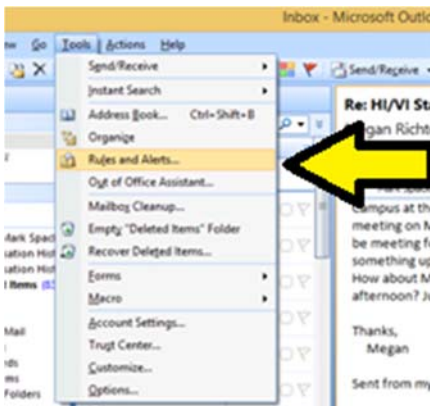 Inbox - Microsoft Outlo
Go Tools Actions Help
Send/Receive
Send/Receive
Instant Search
Address Book... Ctrl+Shift+B
Organize
Rules and Alerts...
Out of Office Assistant...
Mailbox Cleanup...
Empty "Deleted Items" Folder
Recover Deleted Items...
Forms
Macro
Account Settings...
Trust Center...
Customize...
Options...
Mark Spac
Mail
Folders
Re: HI/VI Sta
Megan Richt
campus at th
meeting on M
be meeting f
something up
How about M
afternoon? Ju
Thanks,
Megan
Sent from my